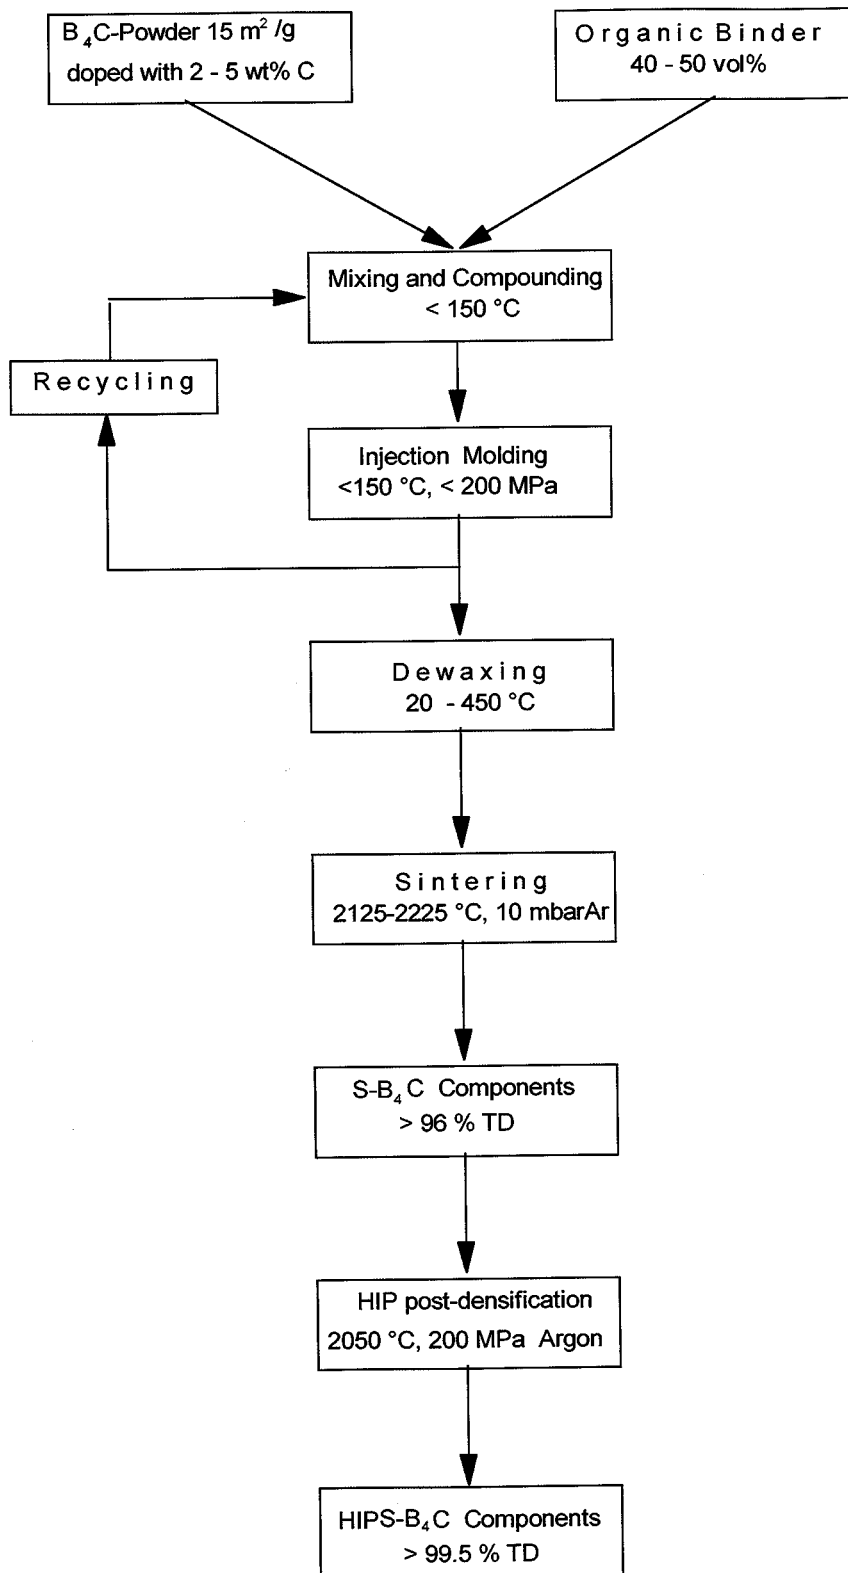 B₄C-Powder 15 m² /g
doped with 2 - 5 wt% C
Organic Binder
40 - 50 vol%
Mixing and Compounding
< 150 °C
Recycling
Injection Molding
<150 °C, < 200 MPa
Dewaxing
20 - 450 °C
Sintering
2125-2225 °C, 10 mbarAr
S-B₄C Components
> 96 % TD
HIP post-densification
2050 °C, 200 MPa Argon
HIPS-B₄C Components
> 99.5 % TD